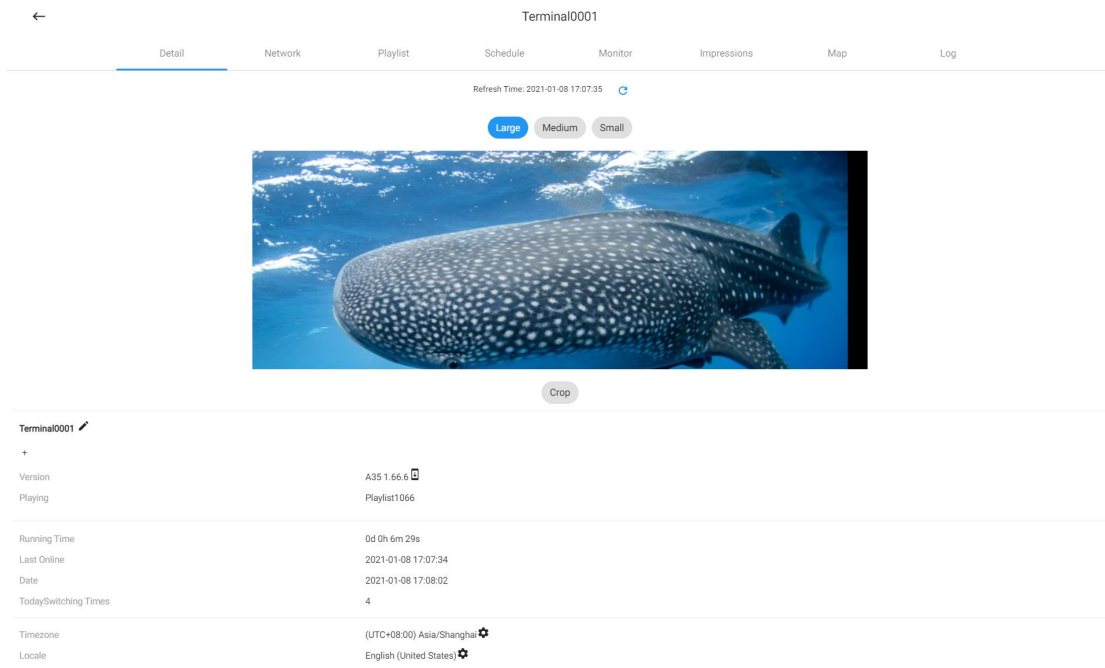 Terminal0001
Detail Network Playlist Schedule Monitor Impressions Map Log
Refresh Time: 2021-01-08 17:07:35
Large Medium Small
Crop
Terminal0001
+
Version A35 1.66.6
Playing Playlist1066
Running Time 0d 0h 6m 29s
Last Online 2021-01-08 17:07:34
Date 2021-01-08 17:08:02
TodaySwitching Times 4
Timezone (UTC+08:00) Asia/Shanghai
Locale English (United States)